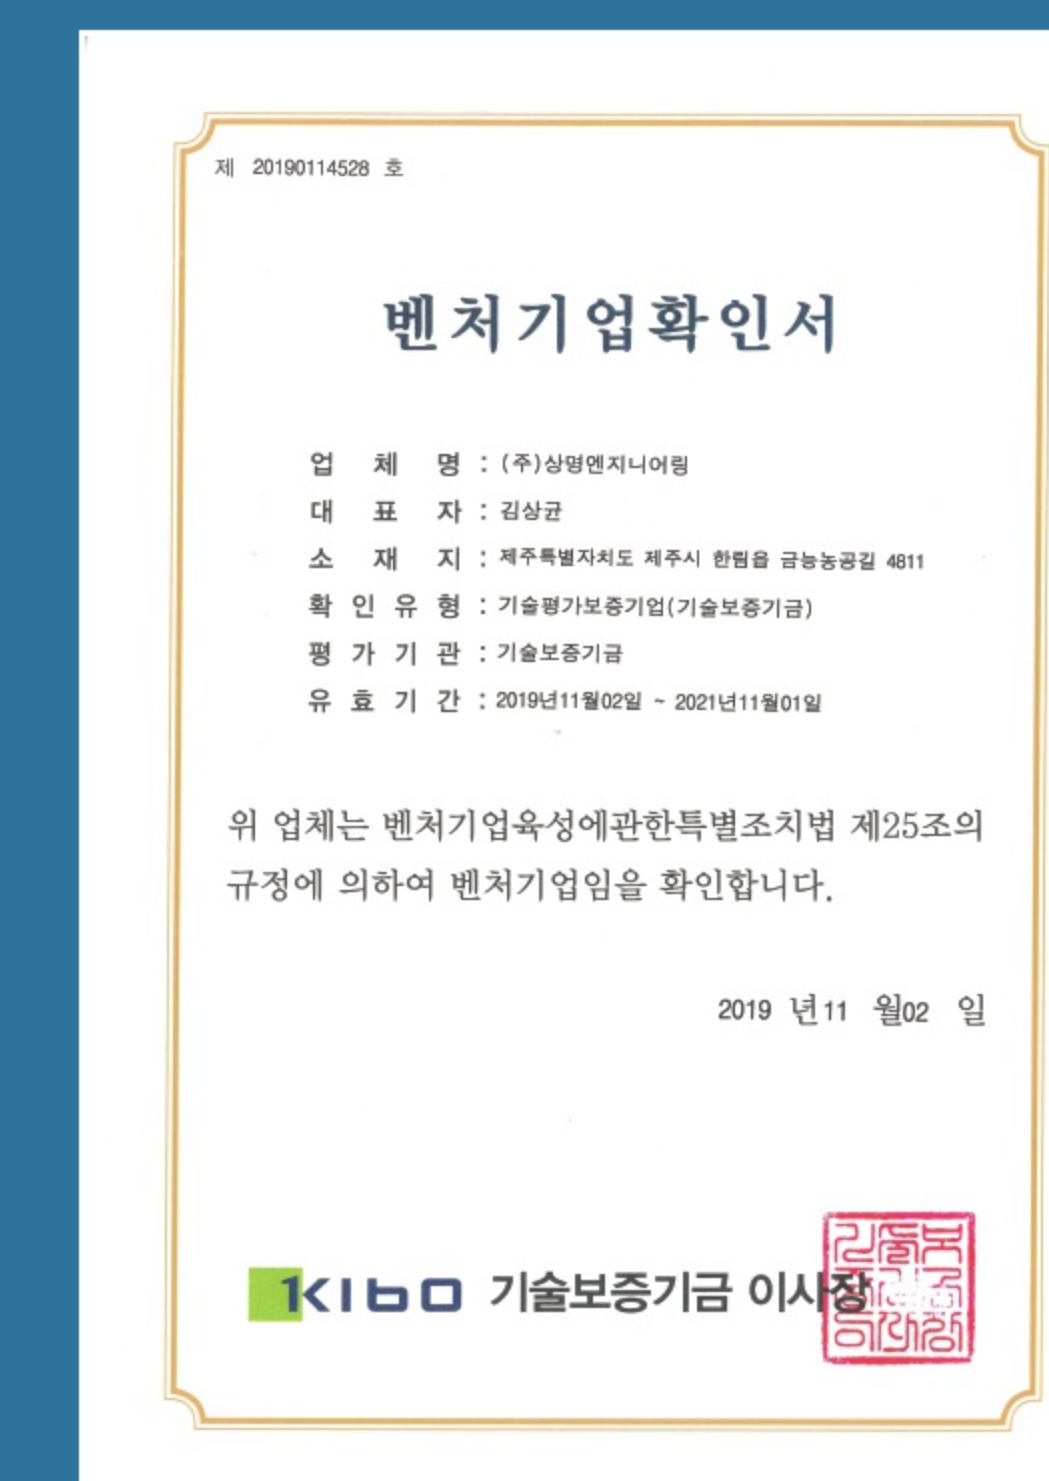 제 20190114528 호
벤처기업확인서
업 체 명 : (주)상명엔지니어링
대 표 자 : 김상균
소 재 지 : 제주특별자치도 제주시 한림읍 금능농공길 4811
확 인 유 형 : 기술평가보증기업(기술보증기금)
평 가 기 관 : 기술보증기금
유 효 기 간 : 2019년11월02일 ~ 2021년11월01일
위 업체는 벤처기업육성에관한특별조치법 제25조의
규정에 의하여 벤처기업임을 확인합니다.
2019 년 11 월02 일
KIBO 기술보증기금 이사장